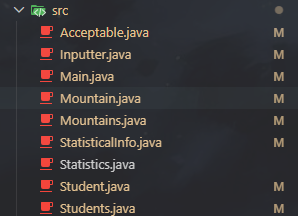 src
Acceptable.java M
Inputter.java M
Main.java M
Mountain.java M
Mountains.java M
StatisticalInfo.java M
Statistics.java
Student.java M
Students.java M